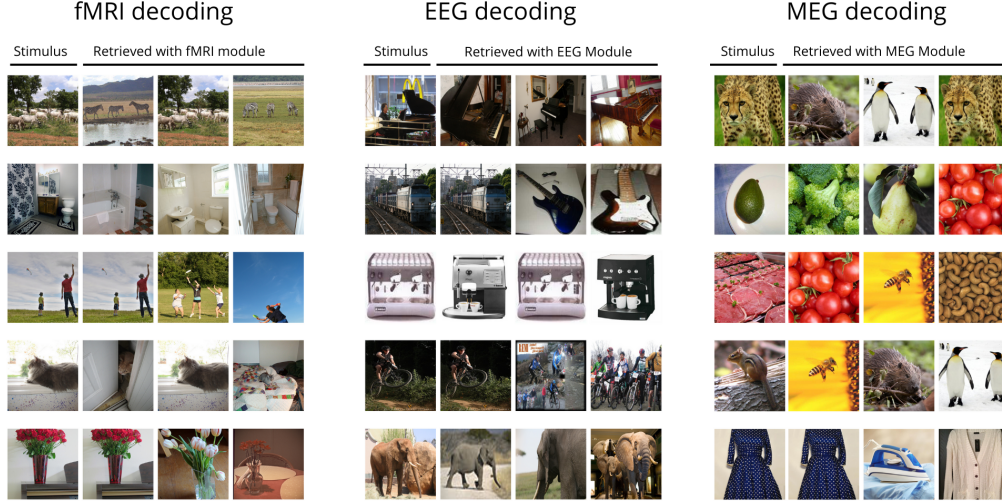 fMRI decoding
EEG decoding
MEG decoding
Stimulus
Retrieved with fMRI module
Stimulus
Retrieved with EEG Module
Stimulus
Retrieved with MEG Module